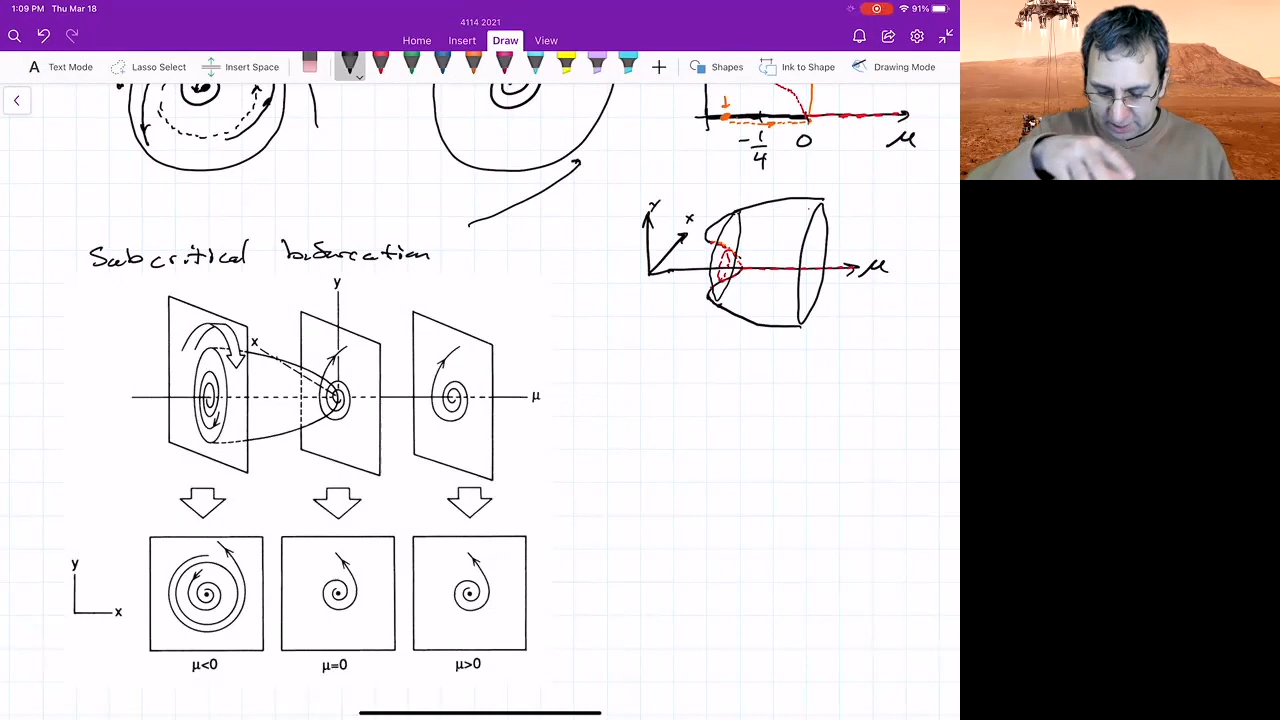 1:09 PM Thu Mar 18
91%
4114 2021
Home Insert Draw View
Text Mode Lasso Select Insert Space Shapes Ink to Shape Drawing Mode
-1/4 0 μ
Subcritical bifurcation
y x μ
y
x
μ
y
x
μ<0 μ=0 μ>0